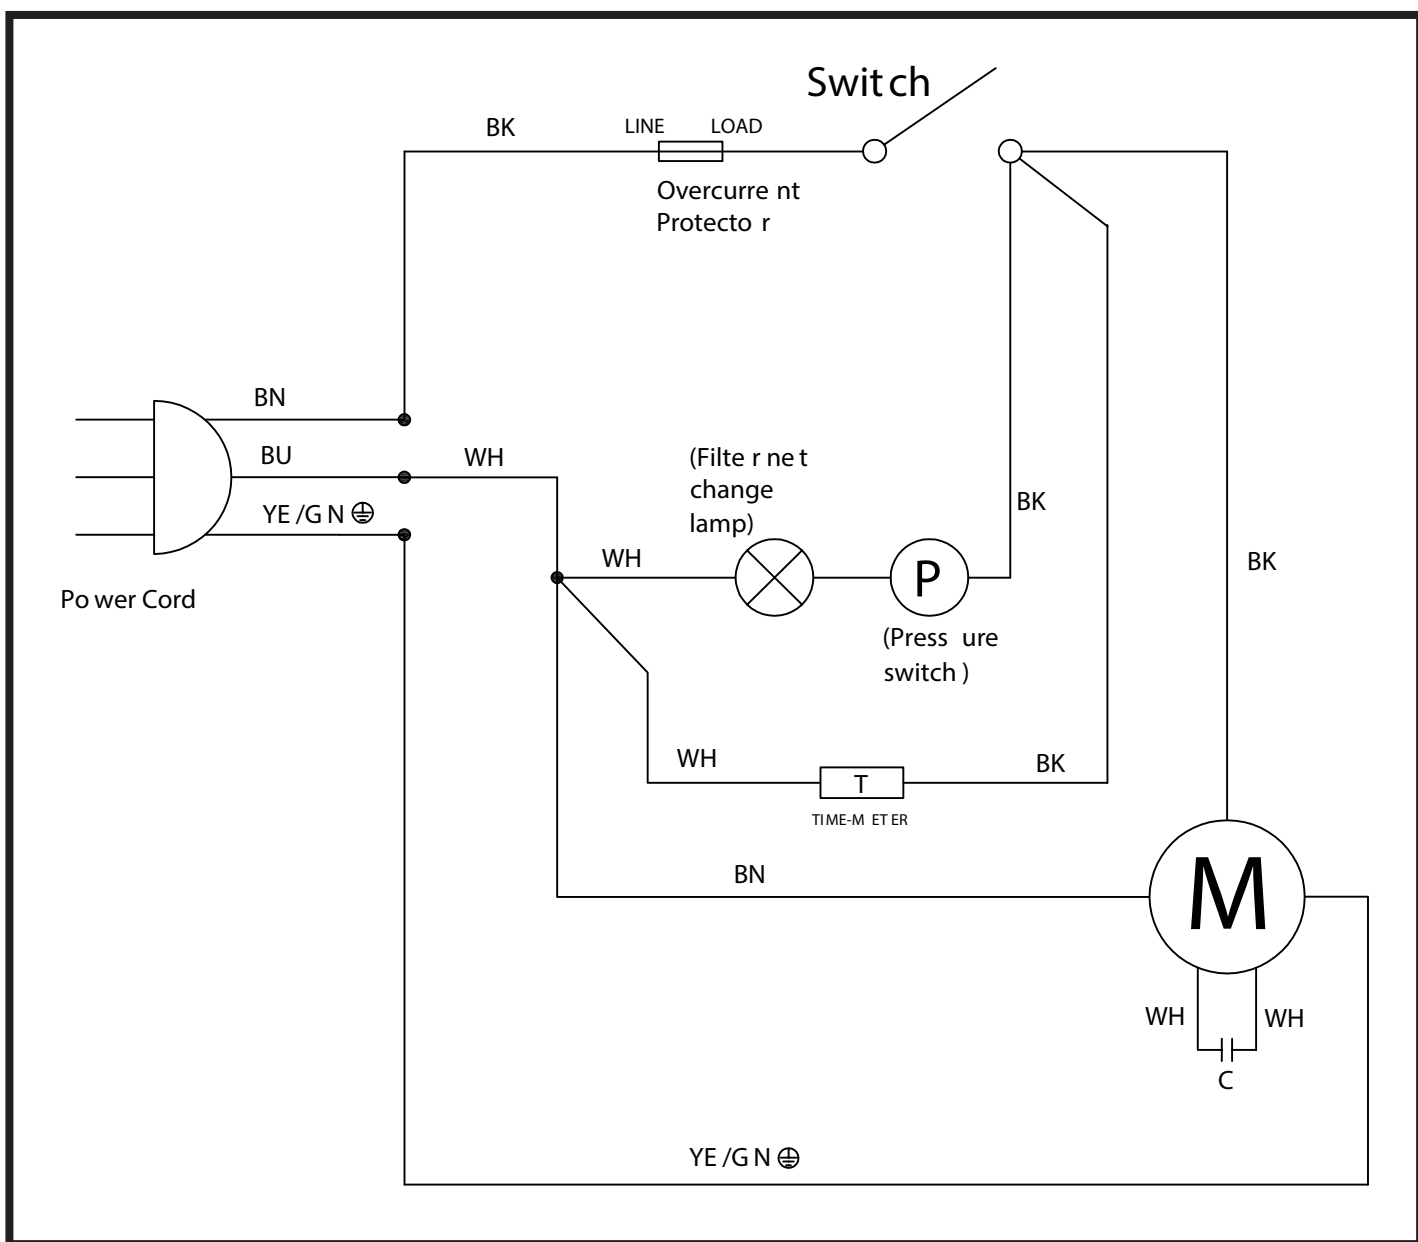 Switch
BK
LINE
LOAD
Overcurre nt
Protecto r
BN
BU
WH
YE /G N
Po wer Cord
(Filte r ne t
change
lamp)
BK
WH
P
(Press ure
switch )
BK
WH
T
BK
TIME-M ET ER
BN
M
WH
WH
C
YE /G N